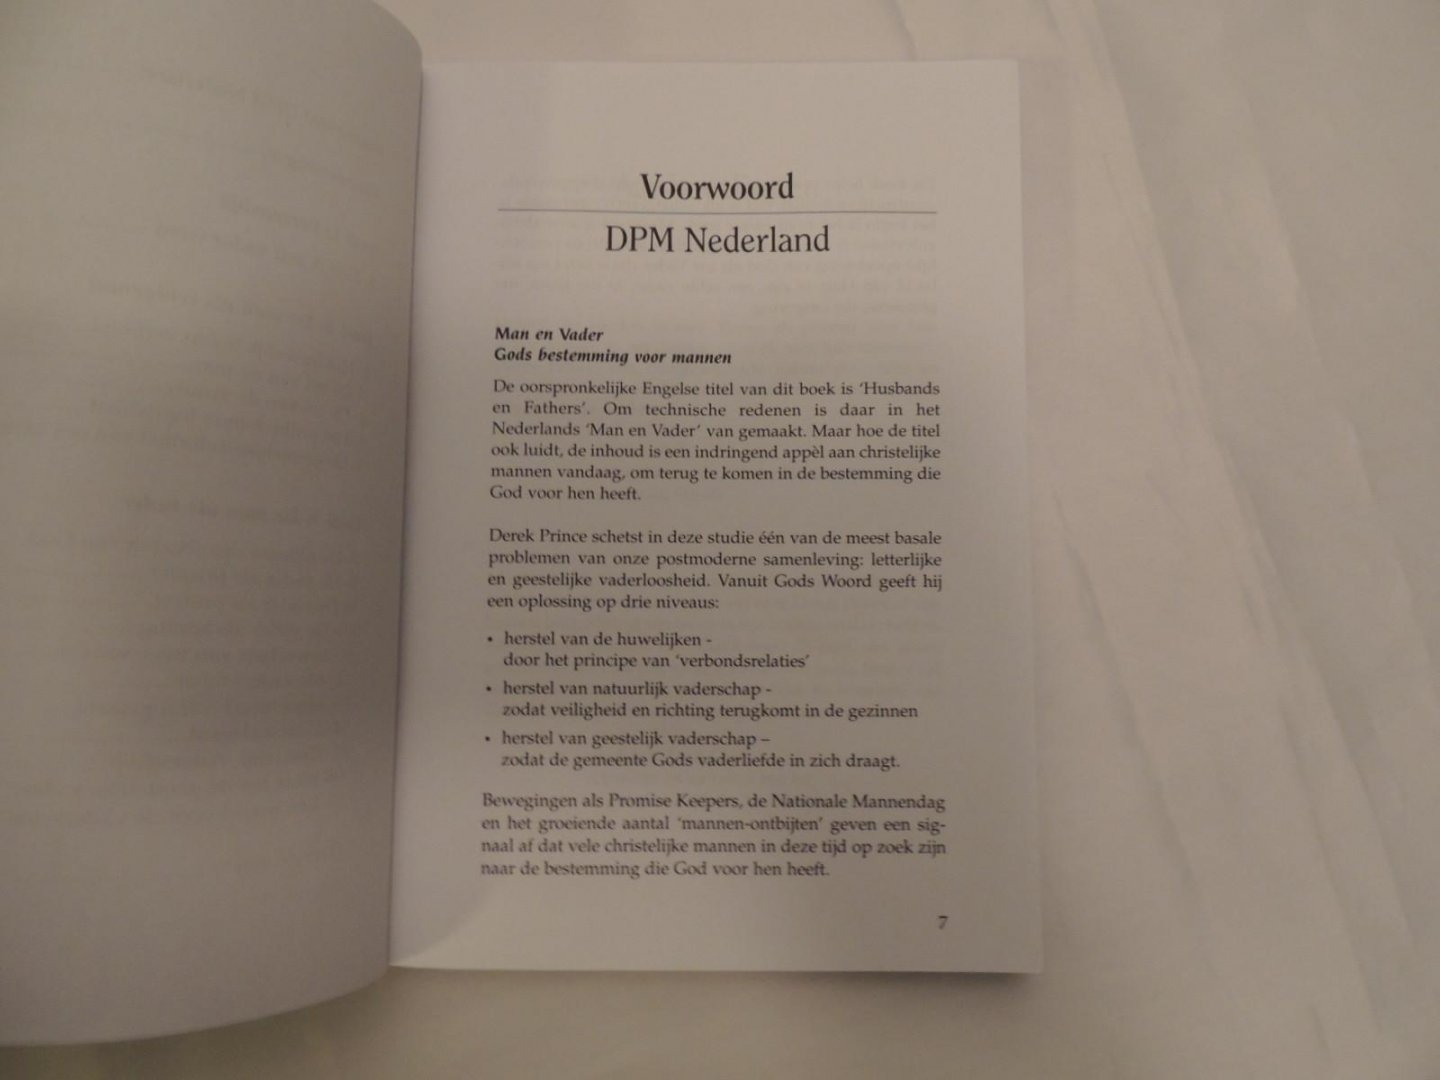 Voorwoord
DPM Nederland
Man en Vader
Gods bestemming voor mannen
De oorspronkelijke Engelse titel van dit boek is ‘Husbands
en Fathers’. Om technische redenen is daar in het
Nederlands ‘Man en Vader’ van gemaakt. Maar hoe de titel
ook luidt, de inhoud is een indringend appèl aan christelijke
mannen vandaag, om terug te komen in de bestemming die
God voor hen heeft.
Derek Prince schetst in deze studie één van de meest basale
problemen van onze postmoderne samenleving: letterlijke
en geestelijke vaderloosheid. Vanuit Gods Woord geeft hij
een oplossing op drie niveaus:
• herstel van de huwelijken -
door het principe van ‘verbondsrelaties’
• herstel van natuurlijk vaderschap -
zodat veiligheid en richting terugkomt in de gezinnen
• herstel van geestelijk vaderschap –
zodat de gemeente Gods vaderliefde in zich draagt.
Bewegingen als Promise Keepers, de Nationale Mannendag
en het groeiende aantal ‘mannen-ontbijten’ geven een sig-
naal af dat vele christelijke mannen in deze tijd op zoek zijn
naar de bestemming die God voor hen heeft.
7